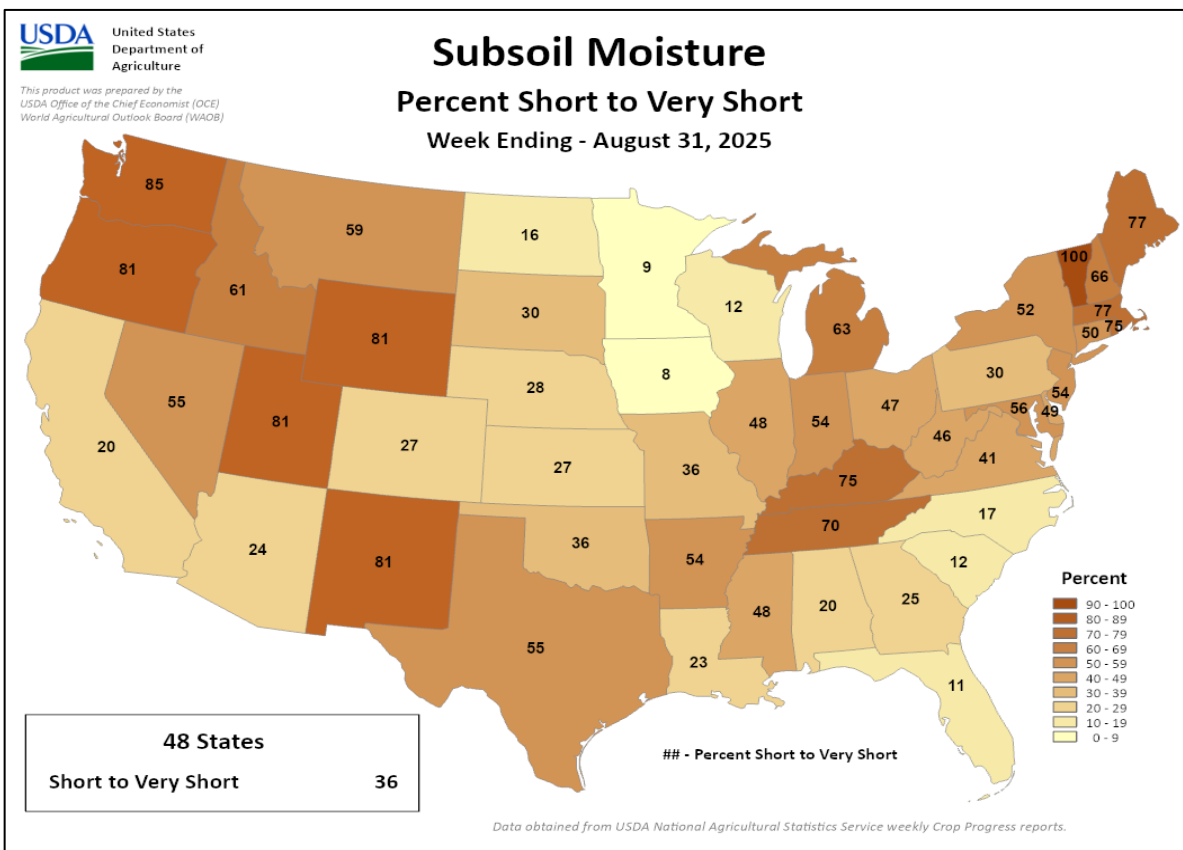 USDA
United States
Department of
Agriculture
This product was prepared by the
USDA Office of the Chief Economist (OCE)
World Agricultural Outlook Board (WAOB)
Subsoil Moisture
Percent Short to Very Short
Week Ending - August 31, 2025
85
59
16
9
77
100
66
81
61
12
77
52
75
50
30
63
81
8
30
28
54
55
47
56
49
81
48
54
46
20
27
27
36
41
75
17
70
36
24
81
54
12
20
25
48
55
23
11
Percent
90 - 100
80 - 89
70 - 79
60 - 69
50 - 59
40 - 49
30 - 39
20 - 29
10 - 19
0 - 9
48 States
Short to Very Short 36
## - Percent Short to Very Short
Data obtained from USDA National Agricultural Statistics Service weekly Crop Progress reports.